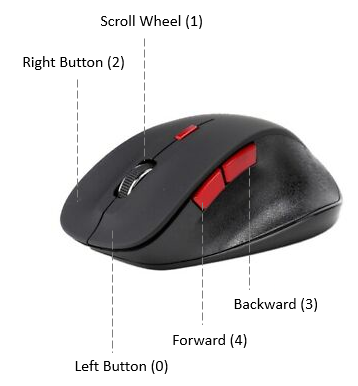 Scroll Wheel (1)
Right Button (2)
Backward (3)
Forward (4)
Left Button (0)